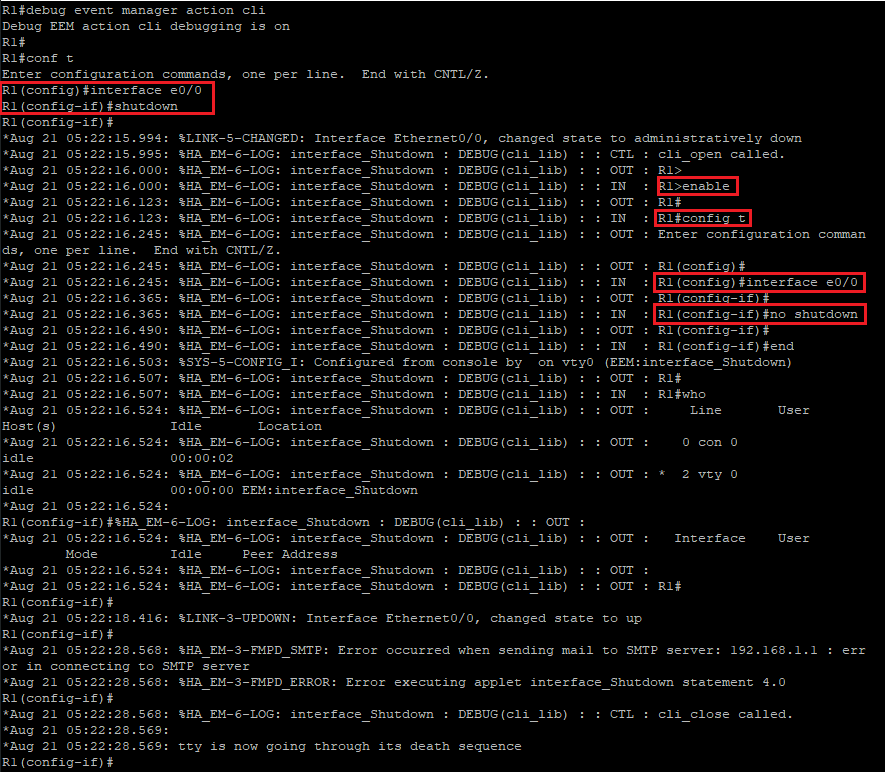 R1#debug event manager action cli
Debug EEM action cli debugging is on
R1#
R1#conf t
Enter configuration commands, one per line.  End with CNTL/Z.
R1(config)#interface e0/0
R1(config-if)#shutdown
R1(config-if)#
*Aug 21 05:22:15.994: %LINK-5-CHANGED: Interface Ethernet0/0, changed state to administratively down
*Aug 21 05:22:15.995: %HA_EM-6-LOG: interface_Shutdown : DEBUG(cli_lib) : : CTL : cli_open called.
*Aug 21 05:22:16.000: %HA_EM-6-LOG: interface_Shutdown : DEBUG(cli_lib) : : OUT : R1>
*Aug 21 05:22:16.000: %HA_EM-6-LOG: interface_Shutdown : DEBUG(cli_lib) : : IN  : R1>enable
*Aug 21 05:22:16.123: %HA_EM-6-LOG: interface_Shutdown : DEBUG(cli_lib) : : OUT : R1#
*Aug 21 05:22:16.123: %HA_EM-6-LOG: interface_Shutdown : DEBUG(cli_lib) : : IN  : R1#config t
*Aug 21 05:22:16.245: %HA_EM-6-LOG: interface_Shutdown : DEBUG(cli_lib) : : OUT : Enter configuration comman
ds, one per line.  End with CNTL/Z.
*Aug 21 05:22:16.245: %HA_EM-6-LOG: interface_Shutdown : DEBUG(cli_lib) : : OUT : R1(config)#
*Aug 21 05:22:16.245: %HA_EM-6-LOG: interface_Shutdown : DEBUG(cli_lib) : : IN  : R1(config)#interface e0/0
*Aug 21 05:22:16.365: %HA_EM-6-LOG: interface_Shutdown : DEBUG(cli_lib) : : OUT : R1(config-if)#
*Aug 21 05:22:16.365: %HA_EM-6-LOG: interface_Shutdown : DEBUG(cli_lib) : : IN  : R1(config-if)#no shutdown
*Aug 21 05:22:16.490: %HA_EM-6-LOG: interface_Shutdown : DEBUG(cli_lib) : : OUT : R1(config-if)#
*Aug 21 05:22:16.490: %HA_EM-6-LOG: interface_Shutdown : DEBUG(cli_lib) : : IN  : R1(config-if)#end
*Aug 21 05:22:16.503: %SYS-5-CONFIG_I: Configured from console by  on vty0 (EEM:interface_Shutdown)
*Aug 21 05:22:16.507: %HA_EM-6-LOG: interface_Shutdown : DEBUG(cli_lib) : : OUT : R1#
*Aug 21 05:22:16.507: %HA_EM-6-LOG: interface_Shutdown : DEBUG(cli_lib) : : IN  : R1#who
*Aug 21 05:22:16.524: %HA_EM-6-LOG: interface_Shutdown : DEBUG(cli_lib) : : OUT :     Line       User
Host(s)              Idle       Location
*Aug 21 05:22:16.524: %HA_EM-6-LOG: interface_Shutdown : DEBUG(cli_lib) : : OUT :    0 con 0
idle                 00:00:02
*Aug 21 05:22:16.524: %HA_EM-6-LOG: interface_Shutdown : DEBUG(cli_lib) : : OUT : *  2 vty 0
idle                 00:00:00 EEM:interface_Shutdown
*Aug 21 05:22:16.524:
R1(config-if)#%HA_EM-6-LOG: interface_Shutdown : DEBUG(cli_lib) : : OUT :
*Aug 21 05:22:16.524: %HA_EM-6-LOG: interface_Shutdown : DEBUG(cli_lib) : : OUT :   Interface    User
        Mode         Idle     Peer Address
*Aug 21 05:22:16.524: %HA_EM-6-LOG: interface_Shutdown : DEBUG(cli_lib) : : OUT :
*Aug 21 05:22:16.524: %HA_EM-6-LOG: interface_Shutdown : DEBUG(cli_lib) : : OUT : R1#
R1(config-if)#
*Aug 21 05:22:18.416: %LINK-3-UPDOWN: Interface Ethernet0/0, changed state to up
R1(config-if)#
*Aug 21 05:22:28.568: %HA_EM-3-FMPD_SMTP: Error occurred when sending mail to SMTP server: 192.168.1.1 : err
or in connecting to SMTP server
*Aug 21 05:22:28.568: %HA_EM-3-FMPD_ERROR: Error executing applet interface_Shutdown statement 4.0
R1(config-if)#
*Aug 21 05:22:28.568: %HA_EM-6-LOG: interface_Shutdown : DEBUG(cli_lib) : : CTL : cli_close called.
*Aug 21 05:22:28.569:
*Aug 21 05:22:28.569: tty is now going through its death sequence
R1(config-if)#